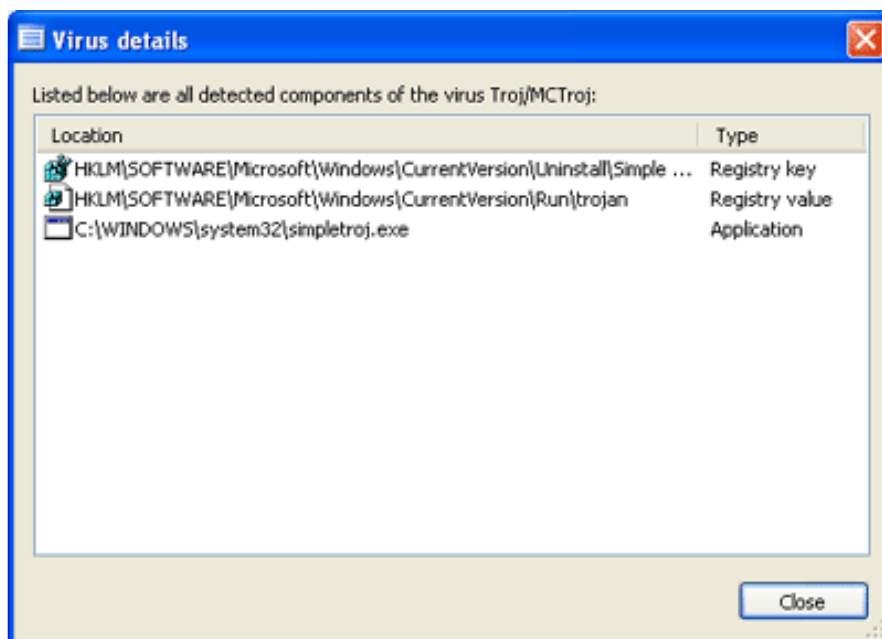 Virus details
Listed below are all detected components of the virus Troj/MCTroj:
Location Type
HKLM\SOFTWARE\Microsoft\Windows\CurrentVersion\Uninstall\Simple ... Registry key
HKLM\SOFTWARE\Microsoft\Windows\CurrentVersion\Run\trojan Registry value
C:\WINDOWS\system32\simpletroj.exe Application
Close